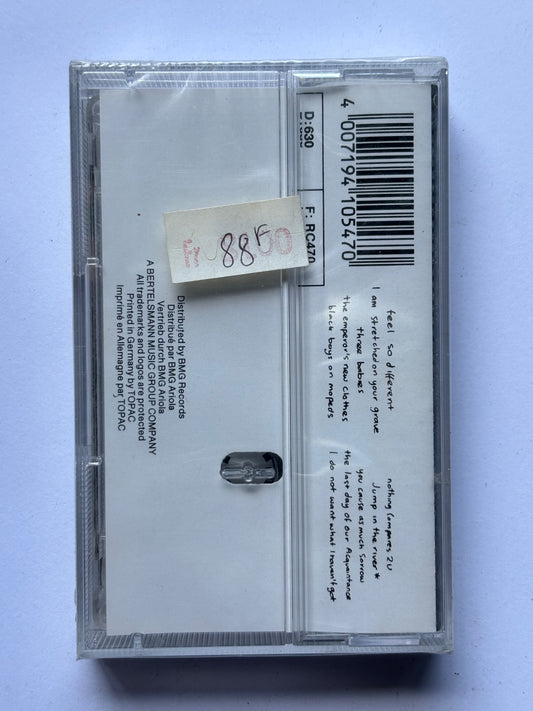 4 007194 105470
D:630
F: RC470
feel so different
I am stretched on your grave
three babies
the emperor's new clothes
black boys on mopeds
nothing Compares 2 U
Jump in the river*
you cause as much sorrow
the last day of our Acquaintance
I do not want what I haven't got
88F
Distributed by BMG Records
Distribué par BMG Ariola
Vertrieb durch BMG Ariola
A BERTELSMANN MUSIC GROUP COMPANY
All trademarks and logos are protected
Printed in Germany by TOPAC
Imprimé en Allemagne par TOPAC